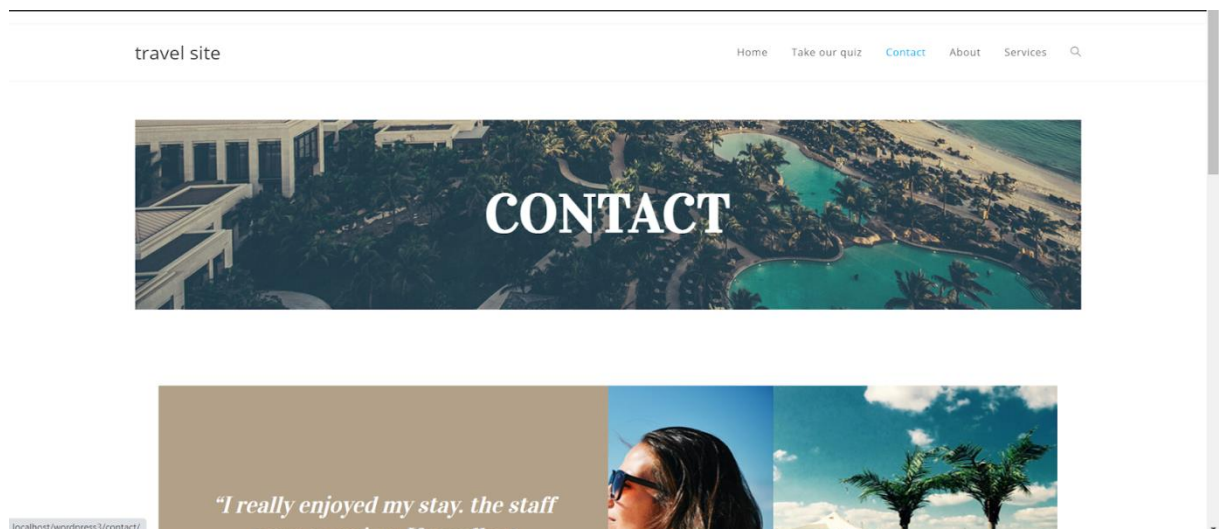 travel site
Home Take our quiz Contact About Services
CONTACT
“I really enjoyed my stay. the staff
localhost/wordpress3/contact/